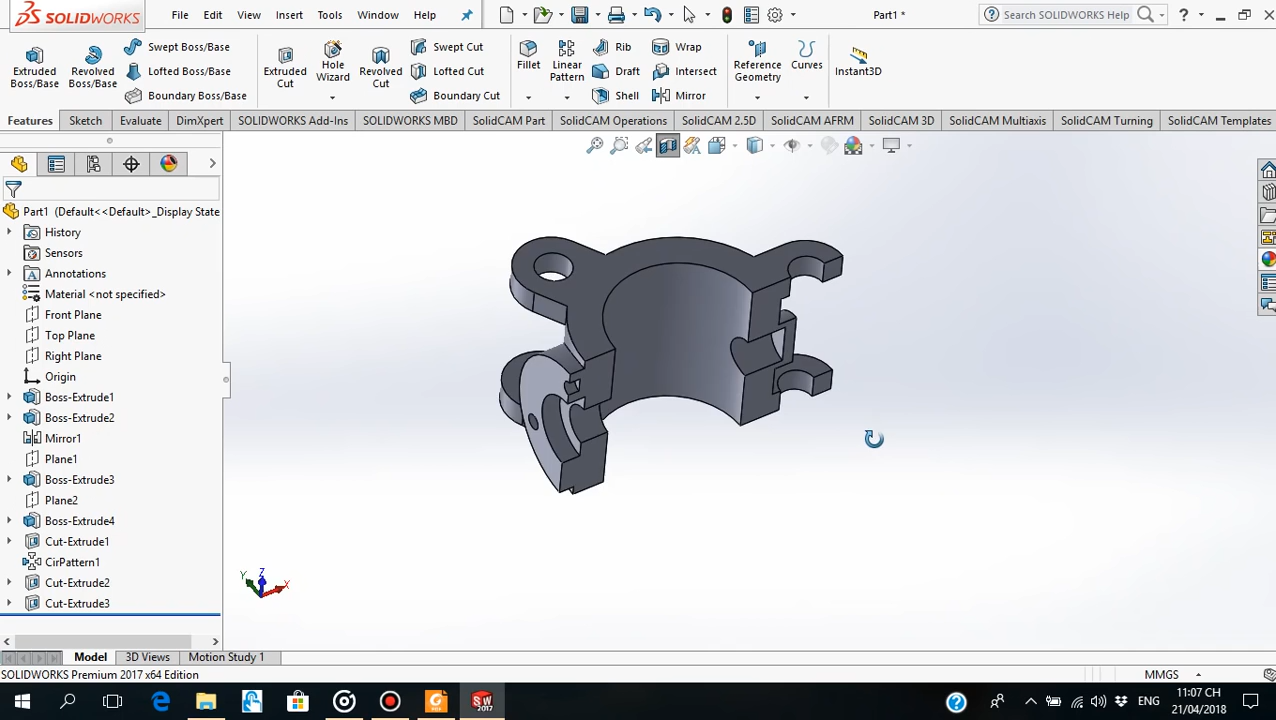 SOLIDWORKS File Edit View Insert Tools Window Help Part1 * Search SOLIDWORKS Help ?
Extruded Boss/Base Revolved Boss/Base Swept Boss/Base Lofted Boss/Base Boundary Boss/Base Extruded Cut Hole Wizard Revolved Cut Swept Cut Lofted Cut Boundary Cut Fillet Linear Pattern Rib Draft Shell Wrap Intersect Mirror Reference Geometry Curves Instant3D
Features Sketch Evaluate DimXpert SOLIDWORKS Add-Ins SOLIDWORKS MBD SolidCAM Part SolidCAM Operations SolidCAM 2.5D SolidCAM AFRM SolidCAM 3D SolidCAM Multiaxis SolidCAM Turning SolidCAM Templates
Part1 (Default<<Default>_Display State
History
Sensors
Annotations
Material <not specified>
Front Plane
Top Plane
Right Plane
Origin
Boss-Extrude1
Boss-Extrude2
Mirror1
Plane1
Boss-Extrude3
Plane2
Boss-Extrude4
Cut-Extrude1
CirPattern1
Cut-Extrude2
Cut-Extrude3
Z
Y X
Model 3D Views Motion Study 1
SOLIDWORKS Premium 2017 x64 Edition MMGS
SW 2017 ? ENG 11:07 CH
21/04/2018